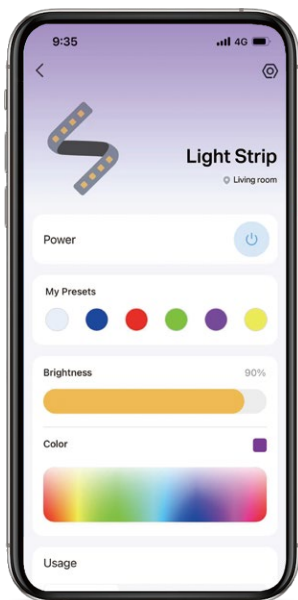 9:35
4G
Light Strip
Living room
Power
My Presets
Brightness
90%
Color
Usage